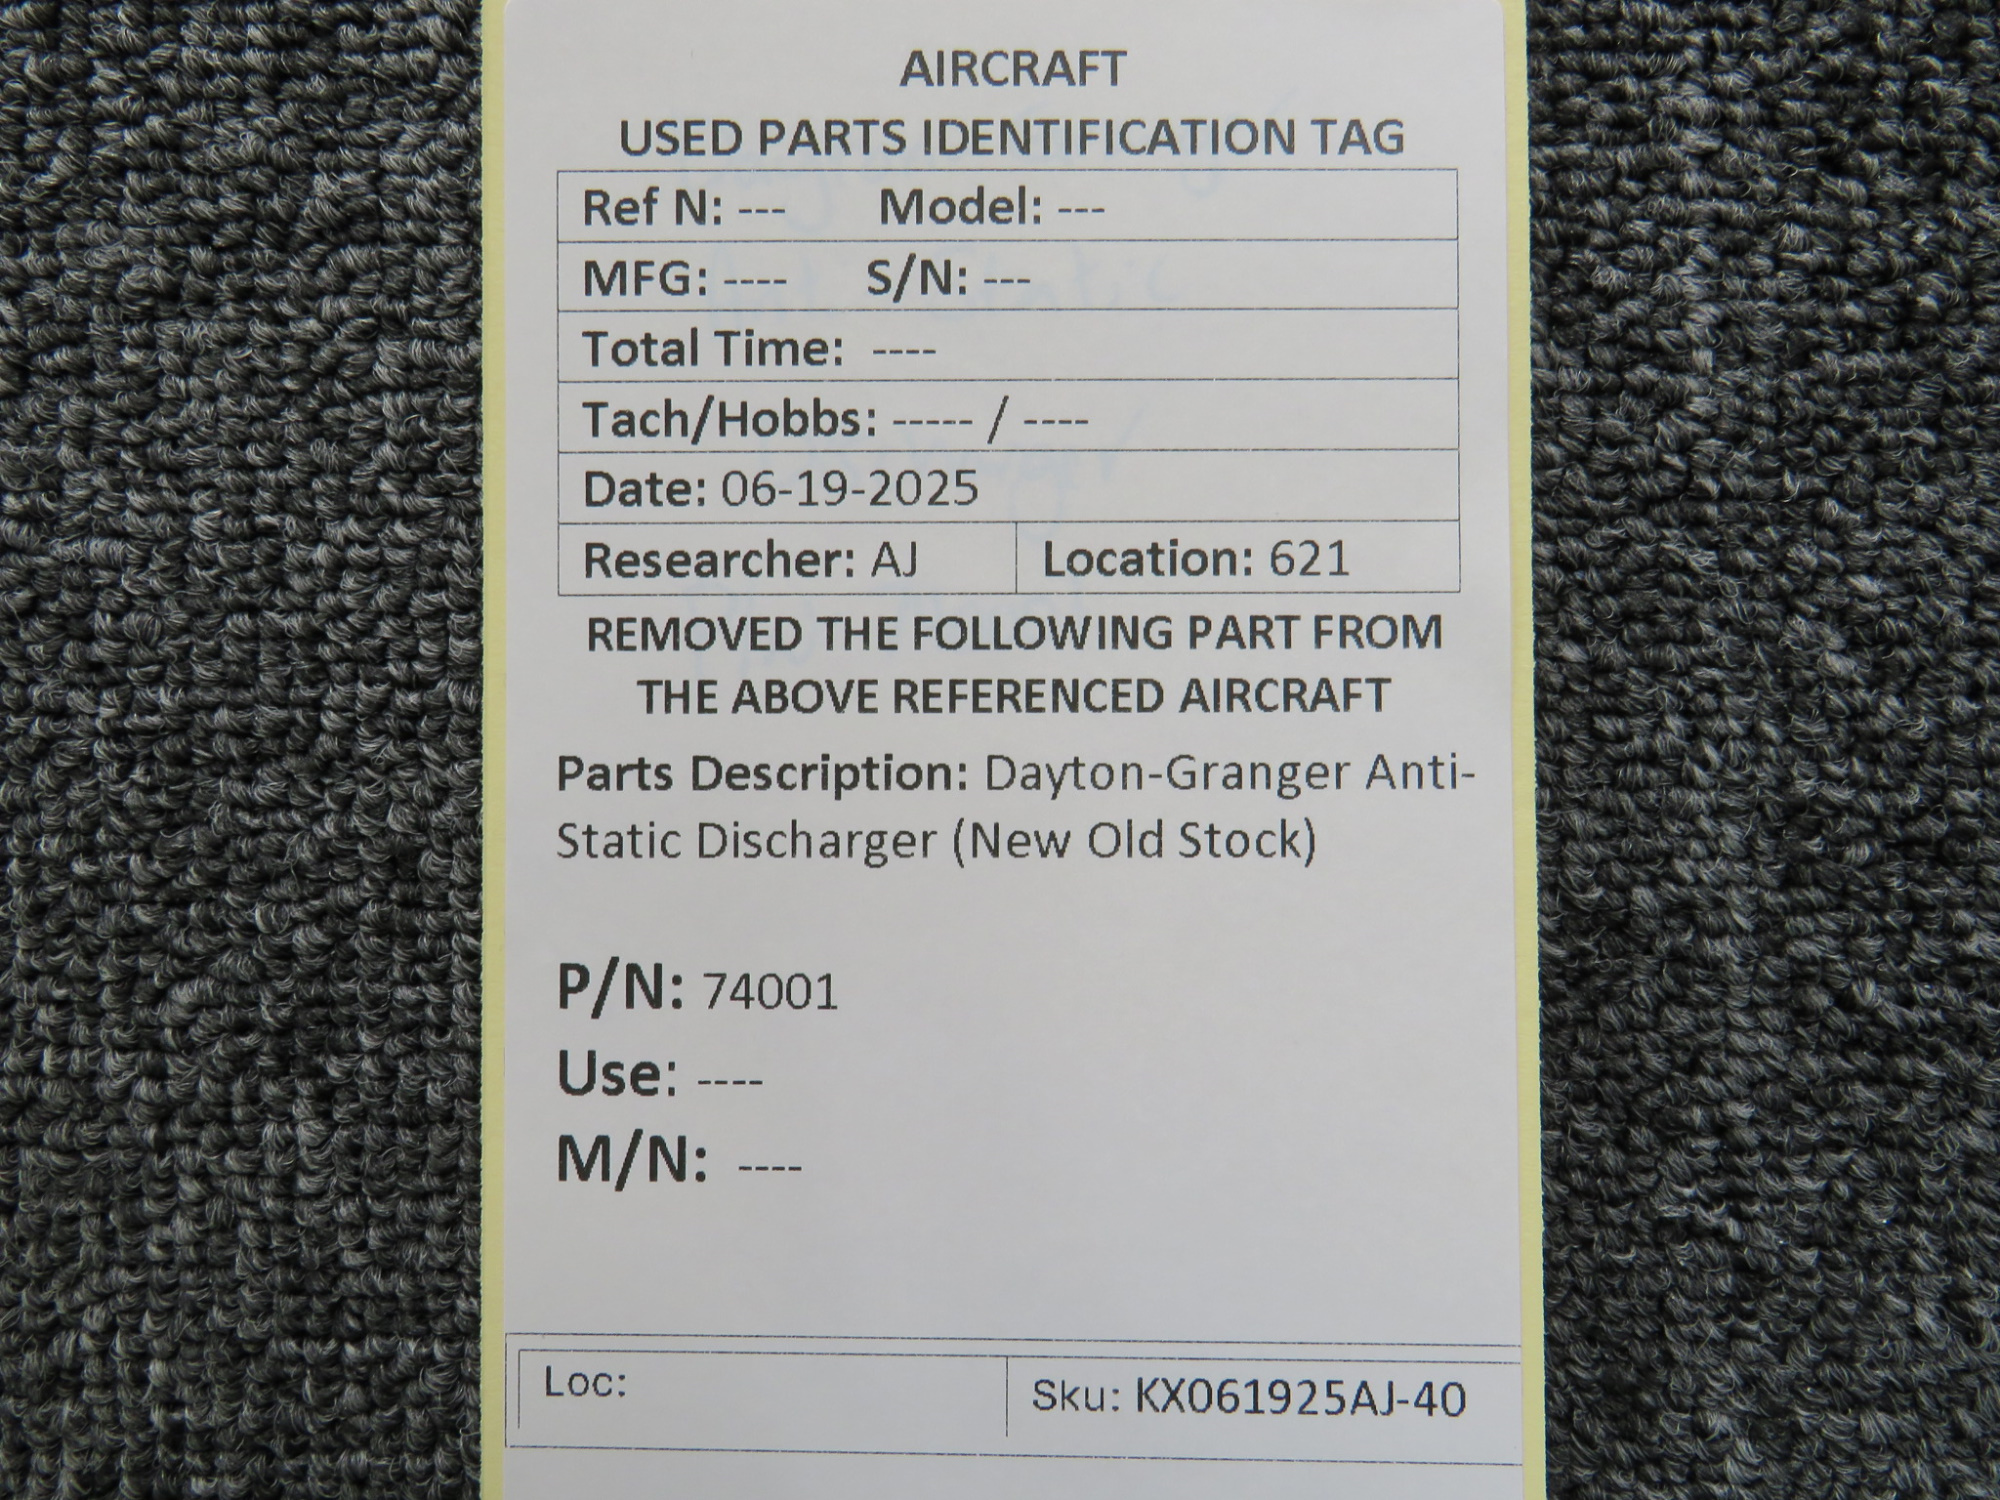 AIRCRAFT
USED PARTS IDENTIFICATION TAG
Ref N: --- Model: ---
MFG: ---- S/N: ---
Total Time: ----
Tach/Hobbs: ----- / ----
Date: 06-19-2025
Researcher: AJ Location: 621
REMOVED THE FOLLOWING PART FROM
THE ABOVE REFERENCED AIRCRAFT
Parts Description: Dayton-Granger Anti-
Static Discharger (New Old Stock)
P/N: 74001
Use: ----
M/N: ----
Loc: Sku: KX061925AJ-40